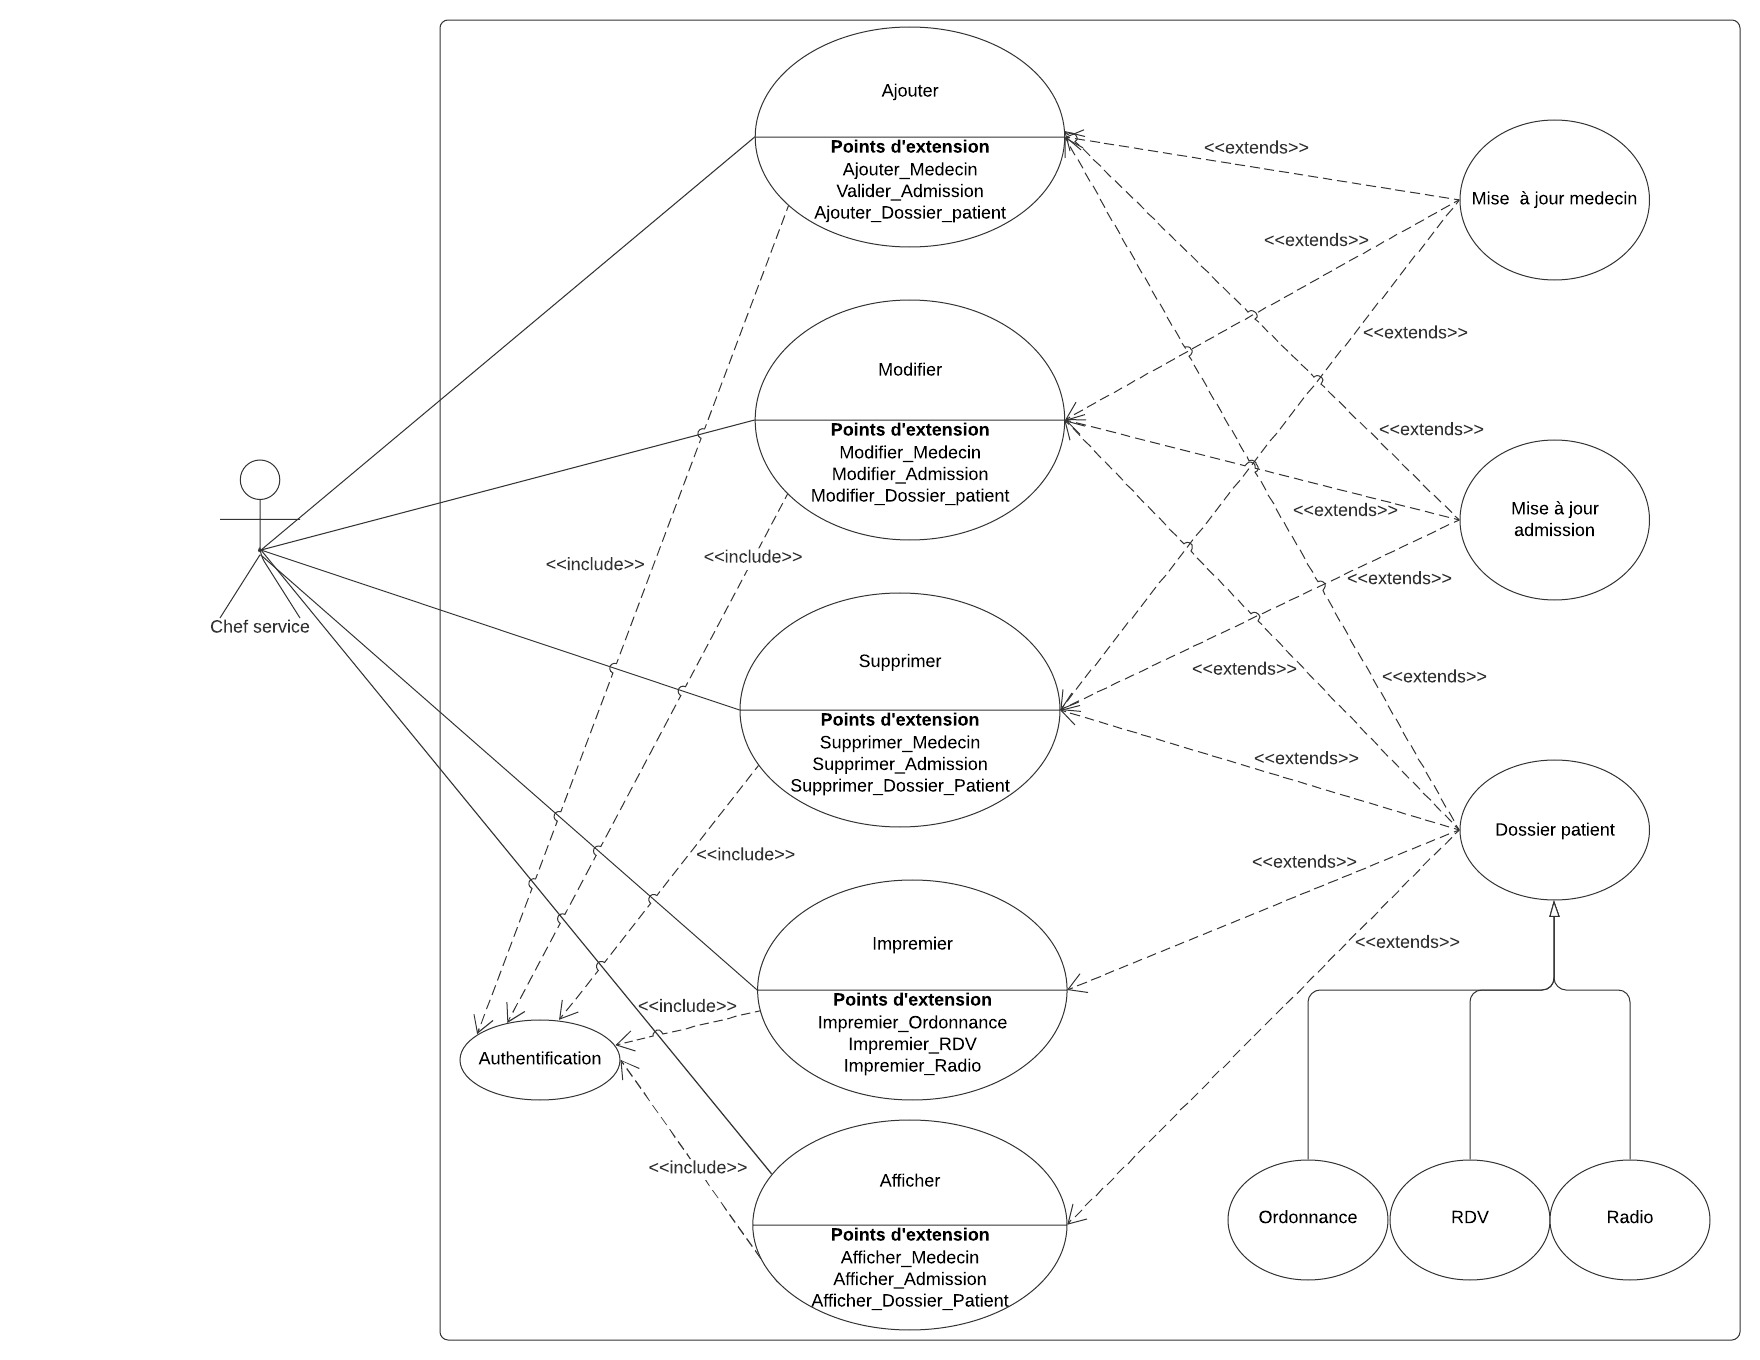 Ajouter
Points d'extension
Ajouter_Medecin
Valider_Admission
Ajouter_Dossier_patient
<<extends>>
Mise à jour medecin
<<extends>>
<<extends>>
Modifier
Points d'extension
Modifier_Medecin
Modifier_Admission
Modifier_Dossier_patient
<<extends>>
<<extends>>
Mise à jour
admission
<<extends>>
<<include>>
<<include>>
Chef service
Supprimer
Points d'extension
Supprimer_Medecin
Supprimer_Admission
Supprimer_Dossier_Patient
<<extends>>
<<extends>>
<<extends>>
Dossier patient
<<include>>
<<extends>>
<<extends>>
Impremier
Points d'extension
Impremier_Ordonnance
Impremier_RDV
Impremier_Radio
<<include>>
Authentification
<<include>>
Afficher
Points d'extension
Afficher_Medecin
Afficher_Admission
Afficher_Dossier_Patient
Ordonnance
RDV
Radio